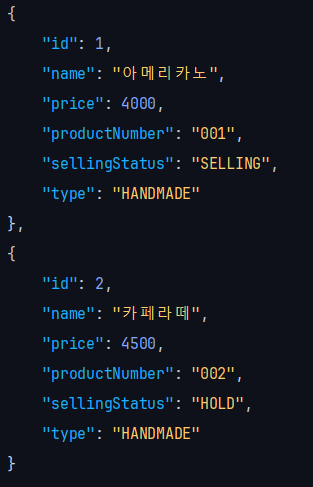 {
    "id": 1,
    "name": "아메리카노",
    "price": 4000,
    "productNumber": "001",
    "sellingStatus": "SELLING",
    "type": "HANDMADE"
},
{
    "id": 2,
    "name": "카페라떼",
    "price": 4500,
    "productNumber": "002",
    "sellingStatus": "HOLD",
    "type": "HANDMADE"
}